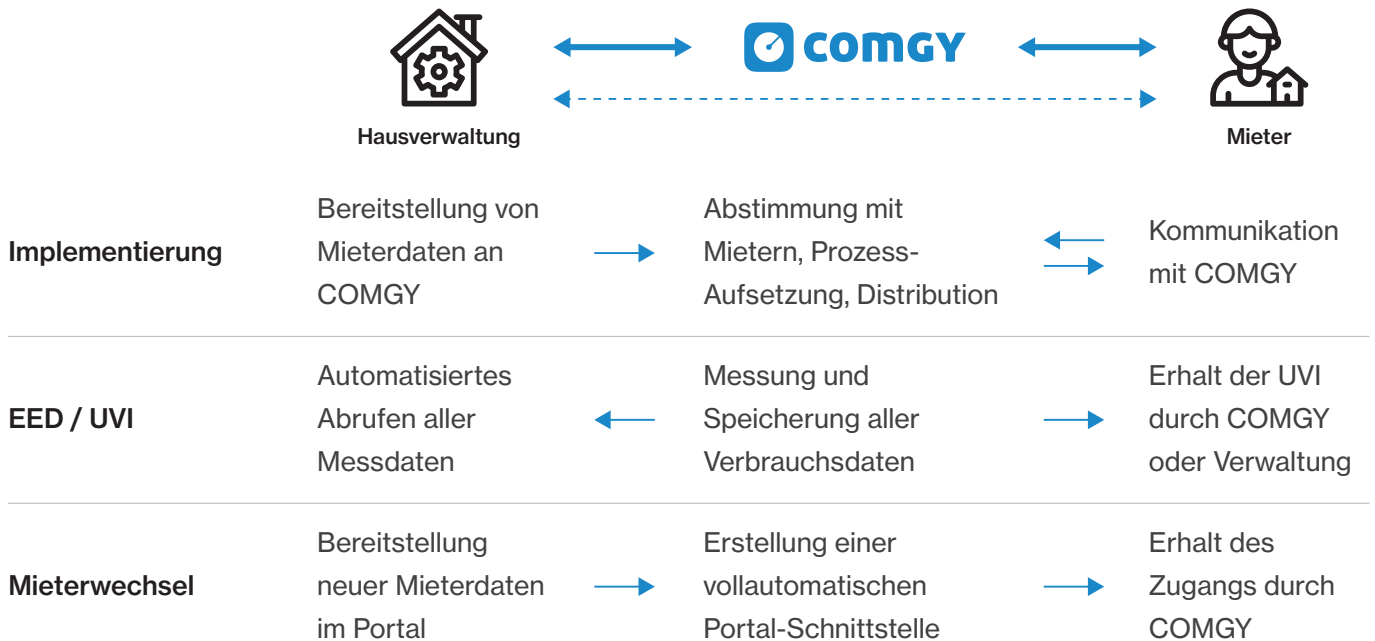 COMGY
Hausverwaltung
Mieter
Implementierung
Bereitstellung von
Mieterdaten an
COMGY
Abstimmung mit
Mietern, Prozess-
Aufsetzung, Distribution
Kommunikation
mit COMGY
EED / UVI
Automatisiertes
Abrufen aller
Messdaten
Messung und
Speicherung aller
Verbrauchsdaten
Erhalt der UVI
durch COMGY
oder Verwaltung
Mieterwechsel
Bereitstellung
neuer Mieterdaten
im Portal
Erstellung einer
vollautomatischen
Portal-Schnittstelle
Erhalt des
Zugangs durch
COMGY